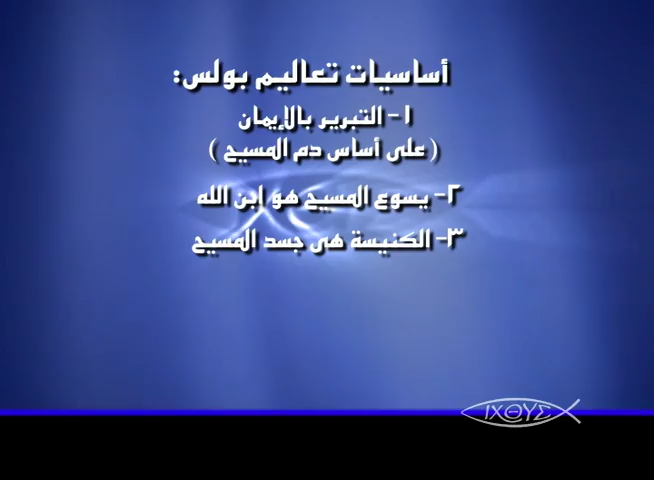 أساسيات تعاليم بولس:
١ - التبرير بالإيمان
( على أساس دم المسيح )
٢- يسوع المسيح هو ابن الله
٣- الكنيسة هى جسد المسيح
ΙΧΘΥΣ